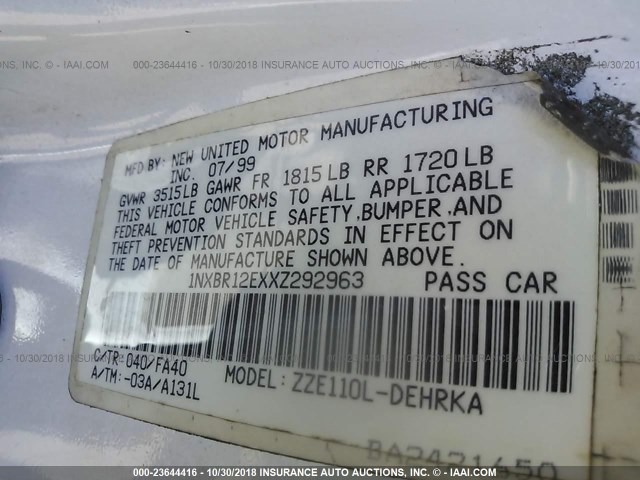 000-23644416 - 10/30/2018 INSURANCE AUTO AUCTIONS, INC. - IAAI.COM
MFD BY: NEW UNITED MOTOR MANUFACTURING
INC. 07/99
GVWR 3515LB GAWR FR 1815LB RR 1720LB
THIS VEHICLE CONFORMS TO ALL APPLICABLE
FEDERAL MOTOR VEHICLE SAFETY,BUMPER,AND
THEFT PREVENTION STANDARDS IN EFFECT ON
THE DATE OF MANUFACTURE SHOWN ABOVE.
1NXBR12EXXZ292963 PASS CAR
C/TR: 040/FA40
A/TM:-03A/A131L
MODEL: ZZE110L-DEHRKA
000-23644416 - 10/30/2018 INSURANCE AUTO AUCTIONS, INC. - IAAI.COM